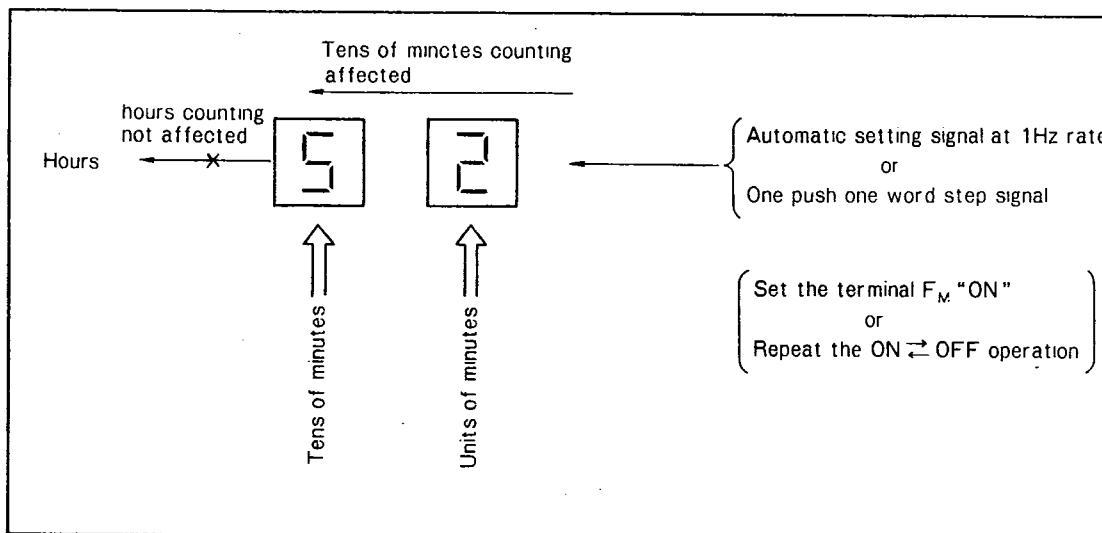 Tens of minctes counting
affected
hours counting
not affected
Hours
5
2
Automatic setting signal at 1Hz rate
or
One push one word step signal
Set the terminal FM "ON"
or
Repeat the ON ⇄ OFF operation
Tens of minutes
Units of minutes